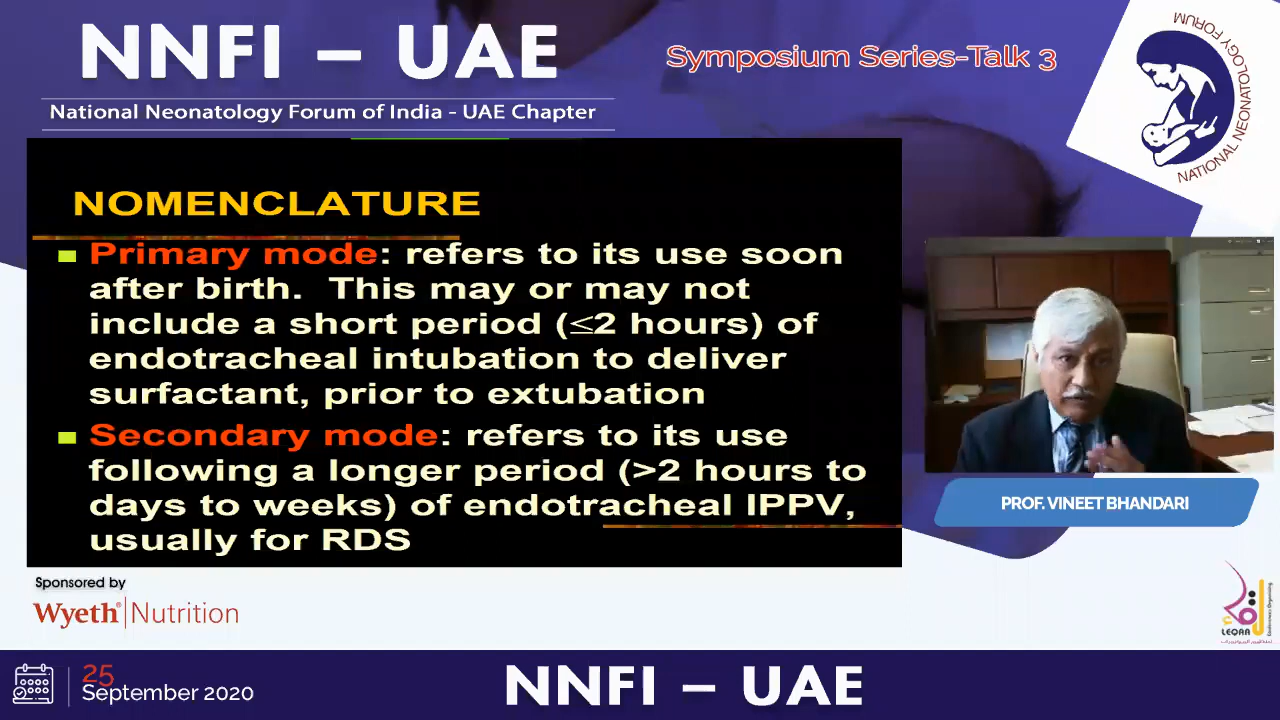 NNFI – UAE
National Neonatology Forum of India - UAE Chapter
Symposium Series-Talk 3
NATIONAL NEONATOLOGY FORUM
NOMENCLATURE
Primary mode: refers to its use soon
after birth. This may or may not
include a short period (≤2 hours) of
endotracheal intubation to deliver
surfactant, prior to extubation
Secondary mode: refers to its use
following a longer period (>2 hours to
days to weeks) of endotracheal IPPV,
usually for RDS
PROF. VINEET BHANDARI
Sponsored by
Wyeth® Nutrition
LEQAA
25
September 2020
NNFI – UAE